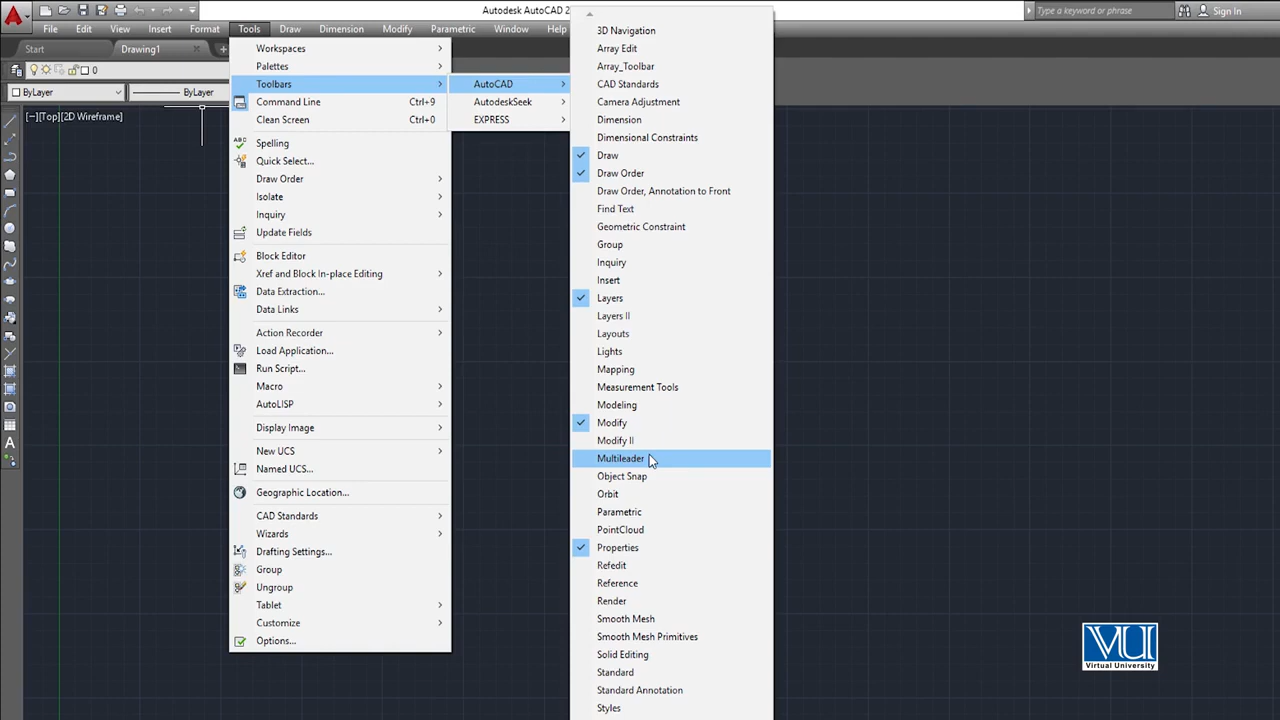 Autodesk AutoCAD 2
Type a keyword or phrase
Sign In
File
Edit
View
Insert
Format
Tools
Draw
Dimension
Modify
Parametric
Window
Help
Start
Drawing1
0
ByLayer
ByLayer
[−][Top][2D Wireframe]
A
Workspaces
Palettes
Toolbars
Command Line Ctrl+9
Clean Screen Ctrl+0
ABC
Spelling
Quick Select...
Draw Order
Isolate
Inquiry
Update Fields
Block Editor
Xref and Block In-place Editing
Data Extraction...
Data Links
Action Recorder
Load Application...
Run Script...
Macro
AutoLISP
Display Image
New UCS
Named UCS...
Geographic Location...
CAD Standards
Wizards
Drafting Settings...
Group
Ungroup
Tablet
Customize
Options...
AutoCAD
AutodeskSeek
EXPRESS
3D Navigation
Array Edit
Array_Toolbar
CAD Standards
Camera Adjustment
Dimension
Dimensional Constraints
Draw
Draw Order
Draw Order, Annotation to Front
Find Text
Geometric Constraint
Group
Inquiry
Insert
Layers
Layers II
Layouts
Lights
Mapping
Measurement Tools
Modeling
Modify
Modify II
Multileader
Object Snap
Orbit
Parametric
PointCloud
Properties
Refedit
Reference
Render
Smooth Mesh
Smooth Mesh Primitives
Solid Editing
Standard
Standard Annotation
Styles
VU
Virtual University